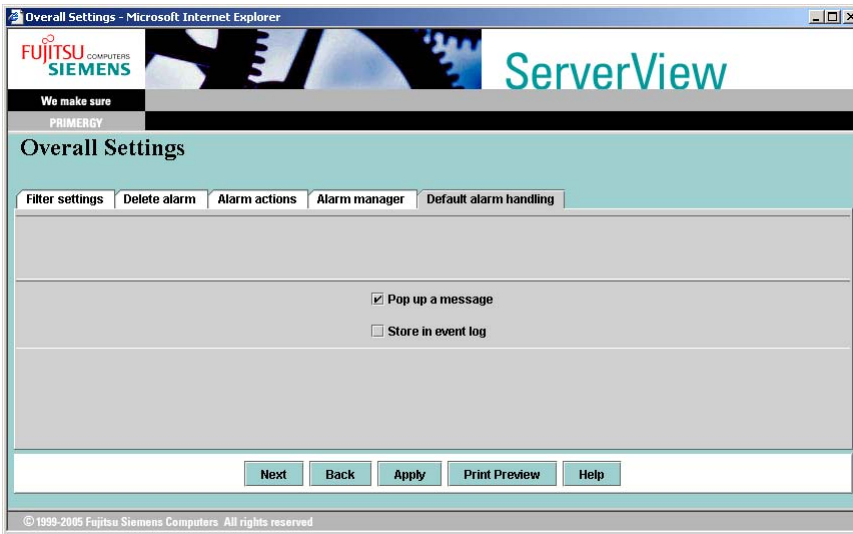 Overall Settings - Microsoft Internet Explorer
FUJITSU COMPUTERS
SIEMENS
ServerView
We make sure
PRIMERGY
Overall Settings
Filter settings Delete alarm Alarm actions Alarm manager Default alarm handling
Pop up a message
Store in event log
Next Back Apply Print Preview Help
© 1999-2005 Fujitsu Siemens Computers All rights reserved